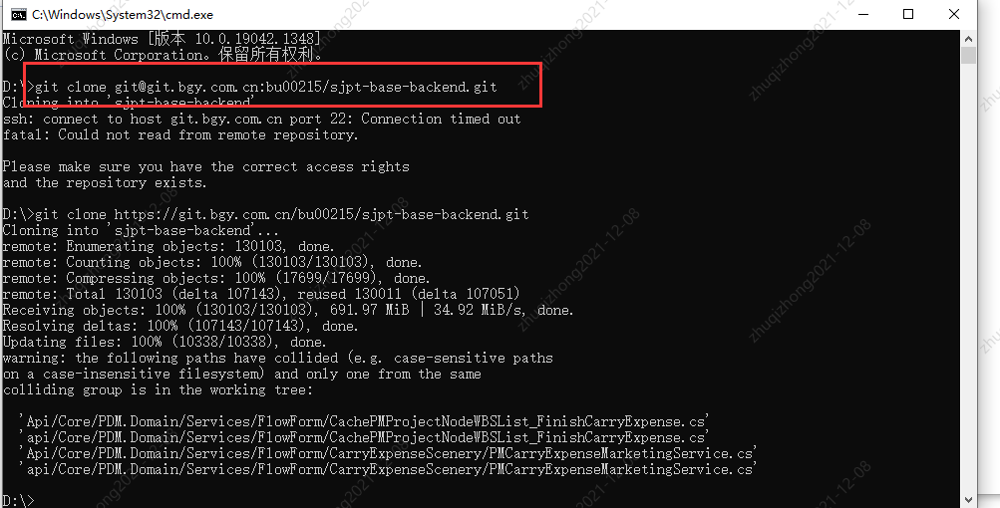 C:\Windows\System32\cmd.exe
Microsoft Windows [版本 10.0.19042.1348]
(c) Microsoft Corporation。保留所有权利。
D:\>git clone git@git.bgy.com.cn:bu00215/sjpt-base-backend.git
Cloning into 'sjpt-base-backend'
ssh: connect to host git.bgy.com.cn port 22: Connection timed out
fatal: Could not read from remote repository.
Please make sure you have the correct access rights
and the repository exists.
D:\>git clone https://git.bgy.com.cn/bu00215/sjpt-base-backend.git
Cloning into 'sjpt-base-backend'...
remote: Enumerating objects: 130103, done.
remote: Counting objects: 100% (130103/130103), done.
remote: Compressing objects: 100% (17699/17699), done.
remote: Total 130103 (delta 107143), reused 130011 (delta 107051)
Receiving objects: 100% (130103/130103), 691.97 MiB | 34.92 MiB/s, done.
Resolving deltas: 100% (107143/107143), done.
Updating files: 100% (10338/10338), done.
warning: the following paths have collided (e.g. case-sensitive paths
on a case-insensitive filesystem) and only one from the same
colliding group is in the working tree:
'Api/Core/PDM.Domain/Services/FlowForm/CachePMProjectNodeWBSList_FinishCarryExpense.cs'
'api/Core/PDM.Domain/Services/FlowForm/CachePMProjectNodeWBSList_FinishCarryExpense.cs'
'Api/Core/PDM.Domain/Services/FlowForm/CarryExpenseScenery/PMCarryExpenseMarketingService.cs'
'api/Core/PDM.Domain/Services/FlowForm/CarryExpenseScenery/PMCarryExpenseMarketingService.cs'
D:\>
zhuqizhong2021-12-08